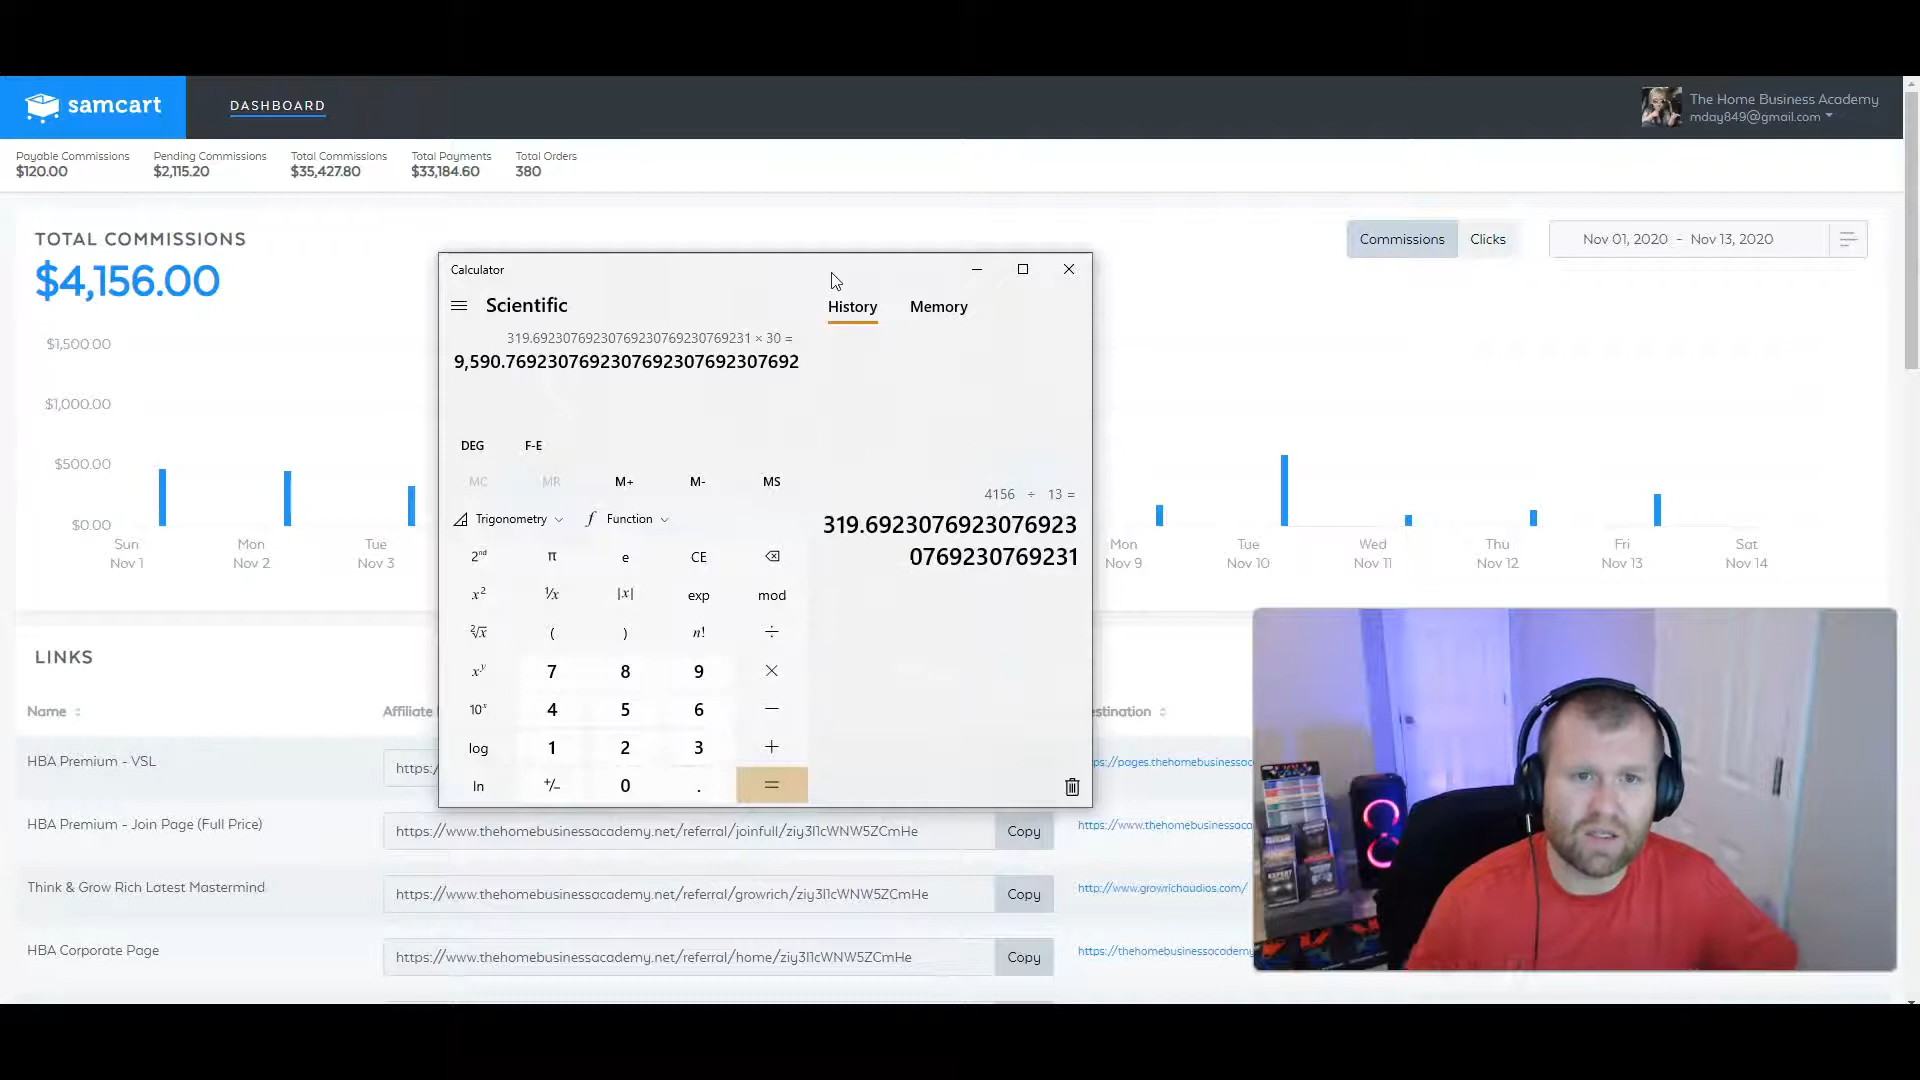 samcart
DASHBOARD
The Home Business Academy
mday849@gmail.com
Payable Commissions
$120.00
Pending Commissions
$2,115.20
Total Commissions
$35,427.80
Total Payments
$33,184.60
Total Orders
380
TOTAL COMMISSIONS
$4,156.00
Commissions
Clicks
Nov 01, 2020 - Nov 13, 2020
$1,500.00
$1,000.00
$500.00
$0.00
Sun
Nov 1
Mon
Nov 2
Tue
Nov 3
Mon
Nov 9
Tue
Nov 10
Wed
Nov 11
Thu
Nov 12
Fri
Nov 13
Sat
Nov 14
Calculator
Scientific
319.69230769230769230769230769231 × 30 =
9,590.7692307692307692307692307692
History
Memory
4156 ÷ 13 =
319.6923076923076923
0769230769231
DEG
F-E
MC
MR
M+
M-
MS
Trigonometry
Function
2nd
π
e
CE
x²
¹/x
|x|
exp
mod
²√x
(
)
n!
÷
xʸ
7
8
9
×
10ˣ
4
5
6
−
log
1
2
3
+
ln
+/−
0
.
=
LINKS
Name
Affiliate
estination
HBA Premium - VSL
https:/
ps://pages.thehomebusinessac
HBA Premium - Join Page (Full Price)
https://www.thehomebusinessacademy.net/referral/joinfull/ziy3l1cWNW5ZCmHe
Copy
https://www.thehomebusinessaca
Think & Grow Rich Latest Mastermind
https://www.thehomebusinessacademy.net/referral/growrich/ziy3l1cWNW5ZCmHe
Copy
http://www.growrichaudios.com/
HBA Corporate Page
https://www.thehomebusinessacademy.net/referral/home/ziy3l1cWNW5ZCmHe
Copy
https://thehomebusinessacademy